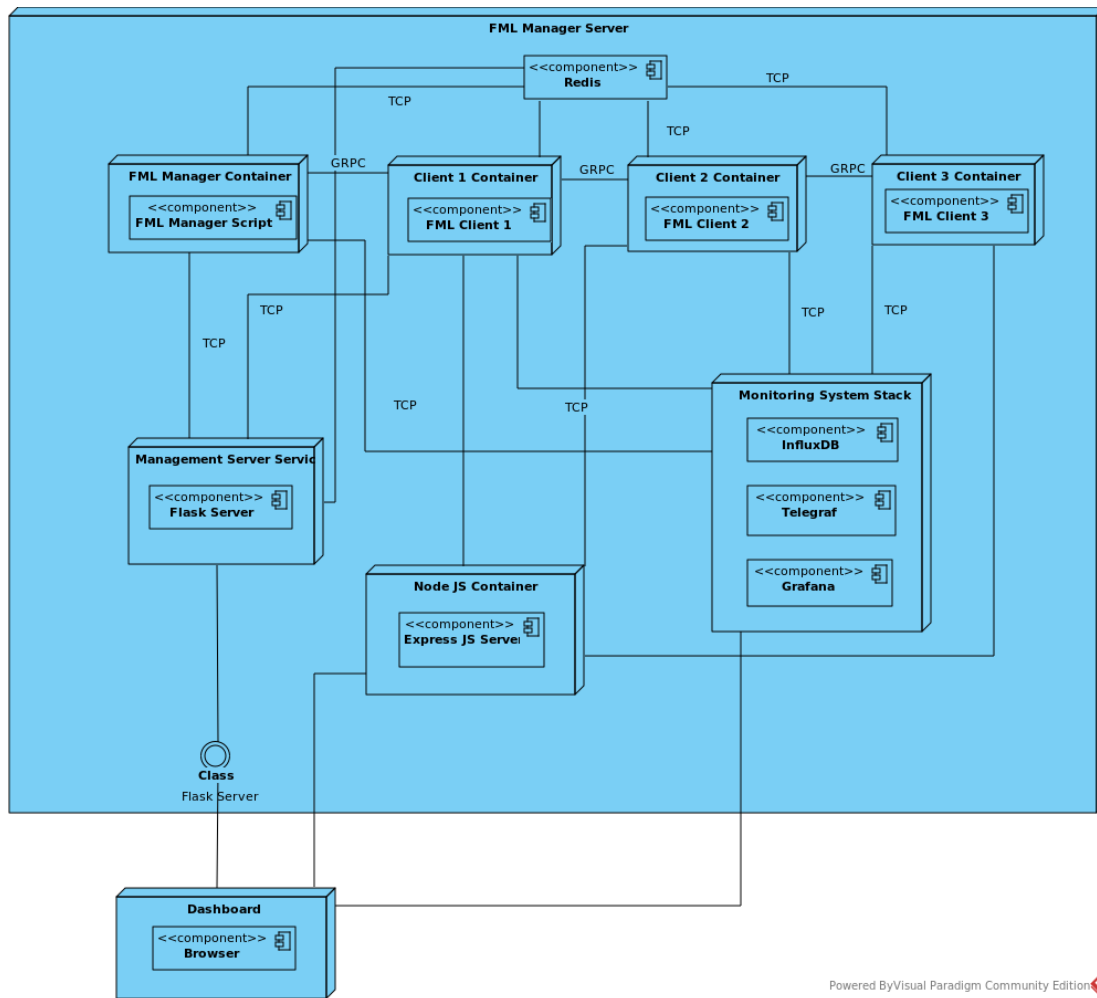 FML Manager Server
<<component>>
Redis
TCP
TCP
TCP
GRPC
GRPC
GRPC
FML Manager Container
<<component>>
FML Manager Script
Client 1 Container
<<component>>
FML Client 1
Client 2 Container
<<component>>
FML Client 2
Client 3 Container
<<component>>
FML Client 3
TCP
TCP
TCP
TCP
TCP
TCP
Monitoring System Stack
<<component>>
InfluxDB
<<component>>
Telegraf
<<component>>
Grafana
Management Server Servic
<<component>>
Flask Server
Node JS Container
<<component>>
Express JS Server
Class
Flask Server
Dashboard
<<component>>
Browser
Powered ByVisual Paradigm Community Edition